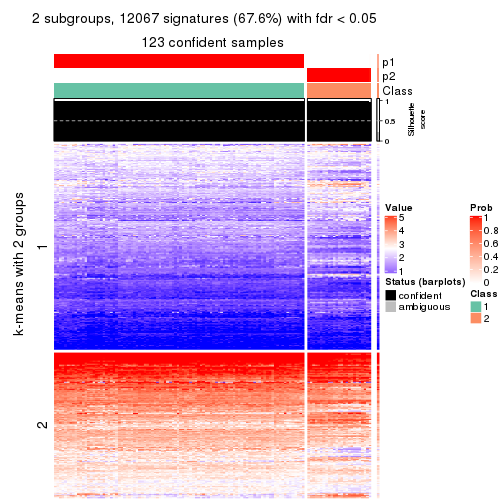 2 subgroups, 12067 signatures (67.6%) with fdr < 0.05
123 confident samples
p1
p2
Class
1
0.5
0
Silhouette
score
k-means with 2 groups
1
2
Value
5
4
3
2
1
Status (barplots)
confident
ambiguous
Prob
1
0.8
0.6
0.4
0.2
0
Class
1
2